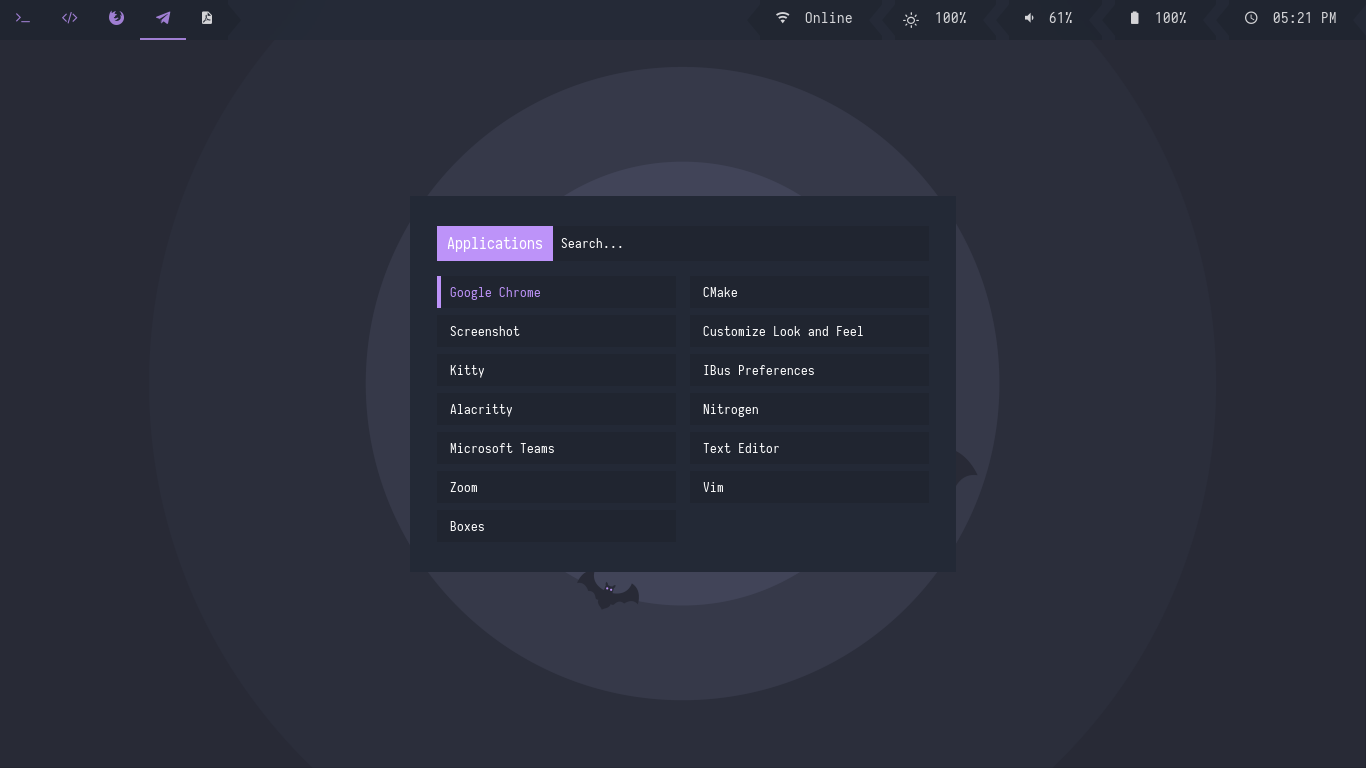 Online 100% 61% 100% 05:21 PM
Applications Search...
Google Chrome
Screenshot
Kitty
Alacritty
Microsoft Teams
Zoom
Boxes
CMake
Customize Look and Feel
IBus Preferences
Nitrogen
Text Editor
Vim